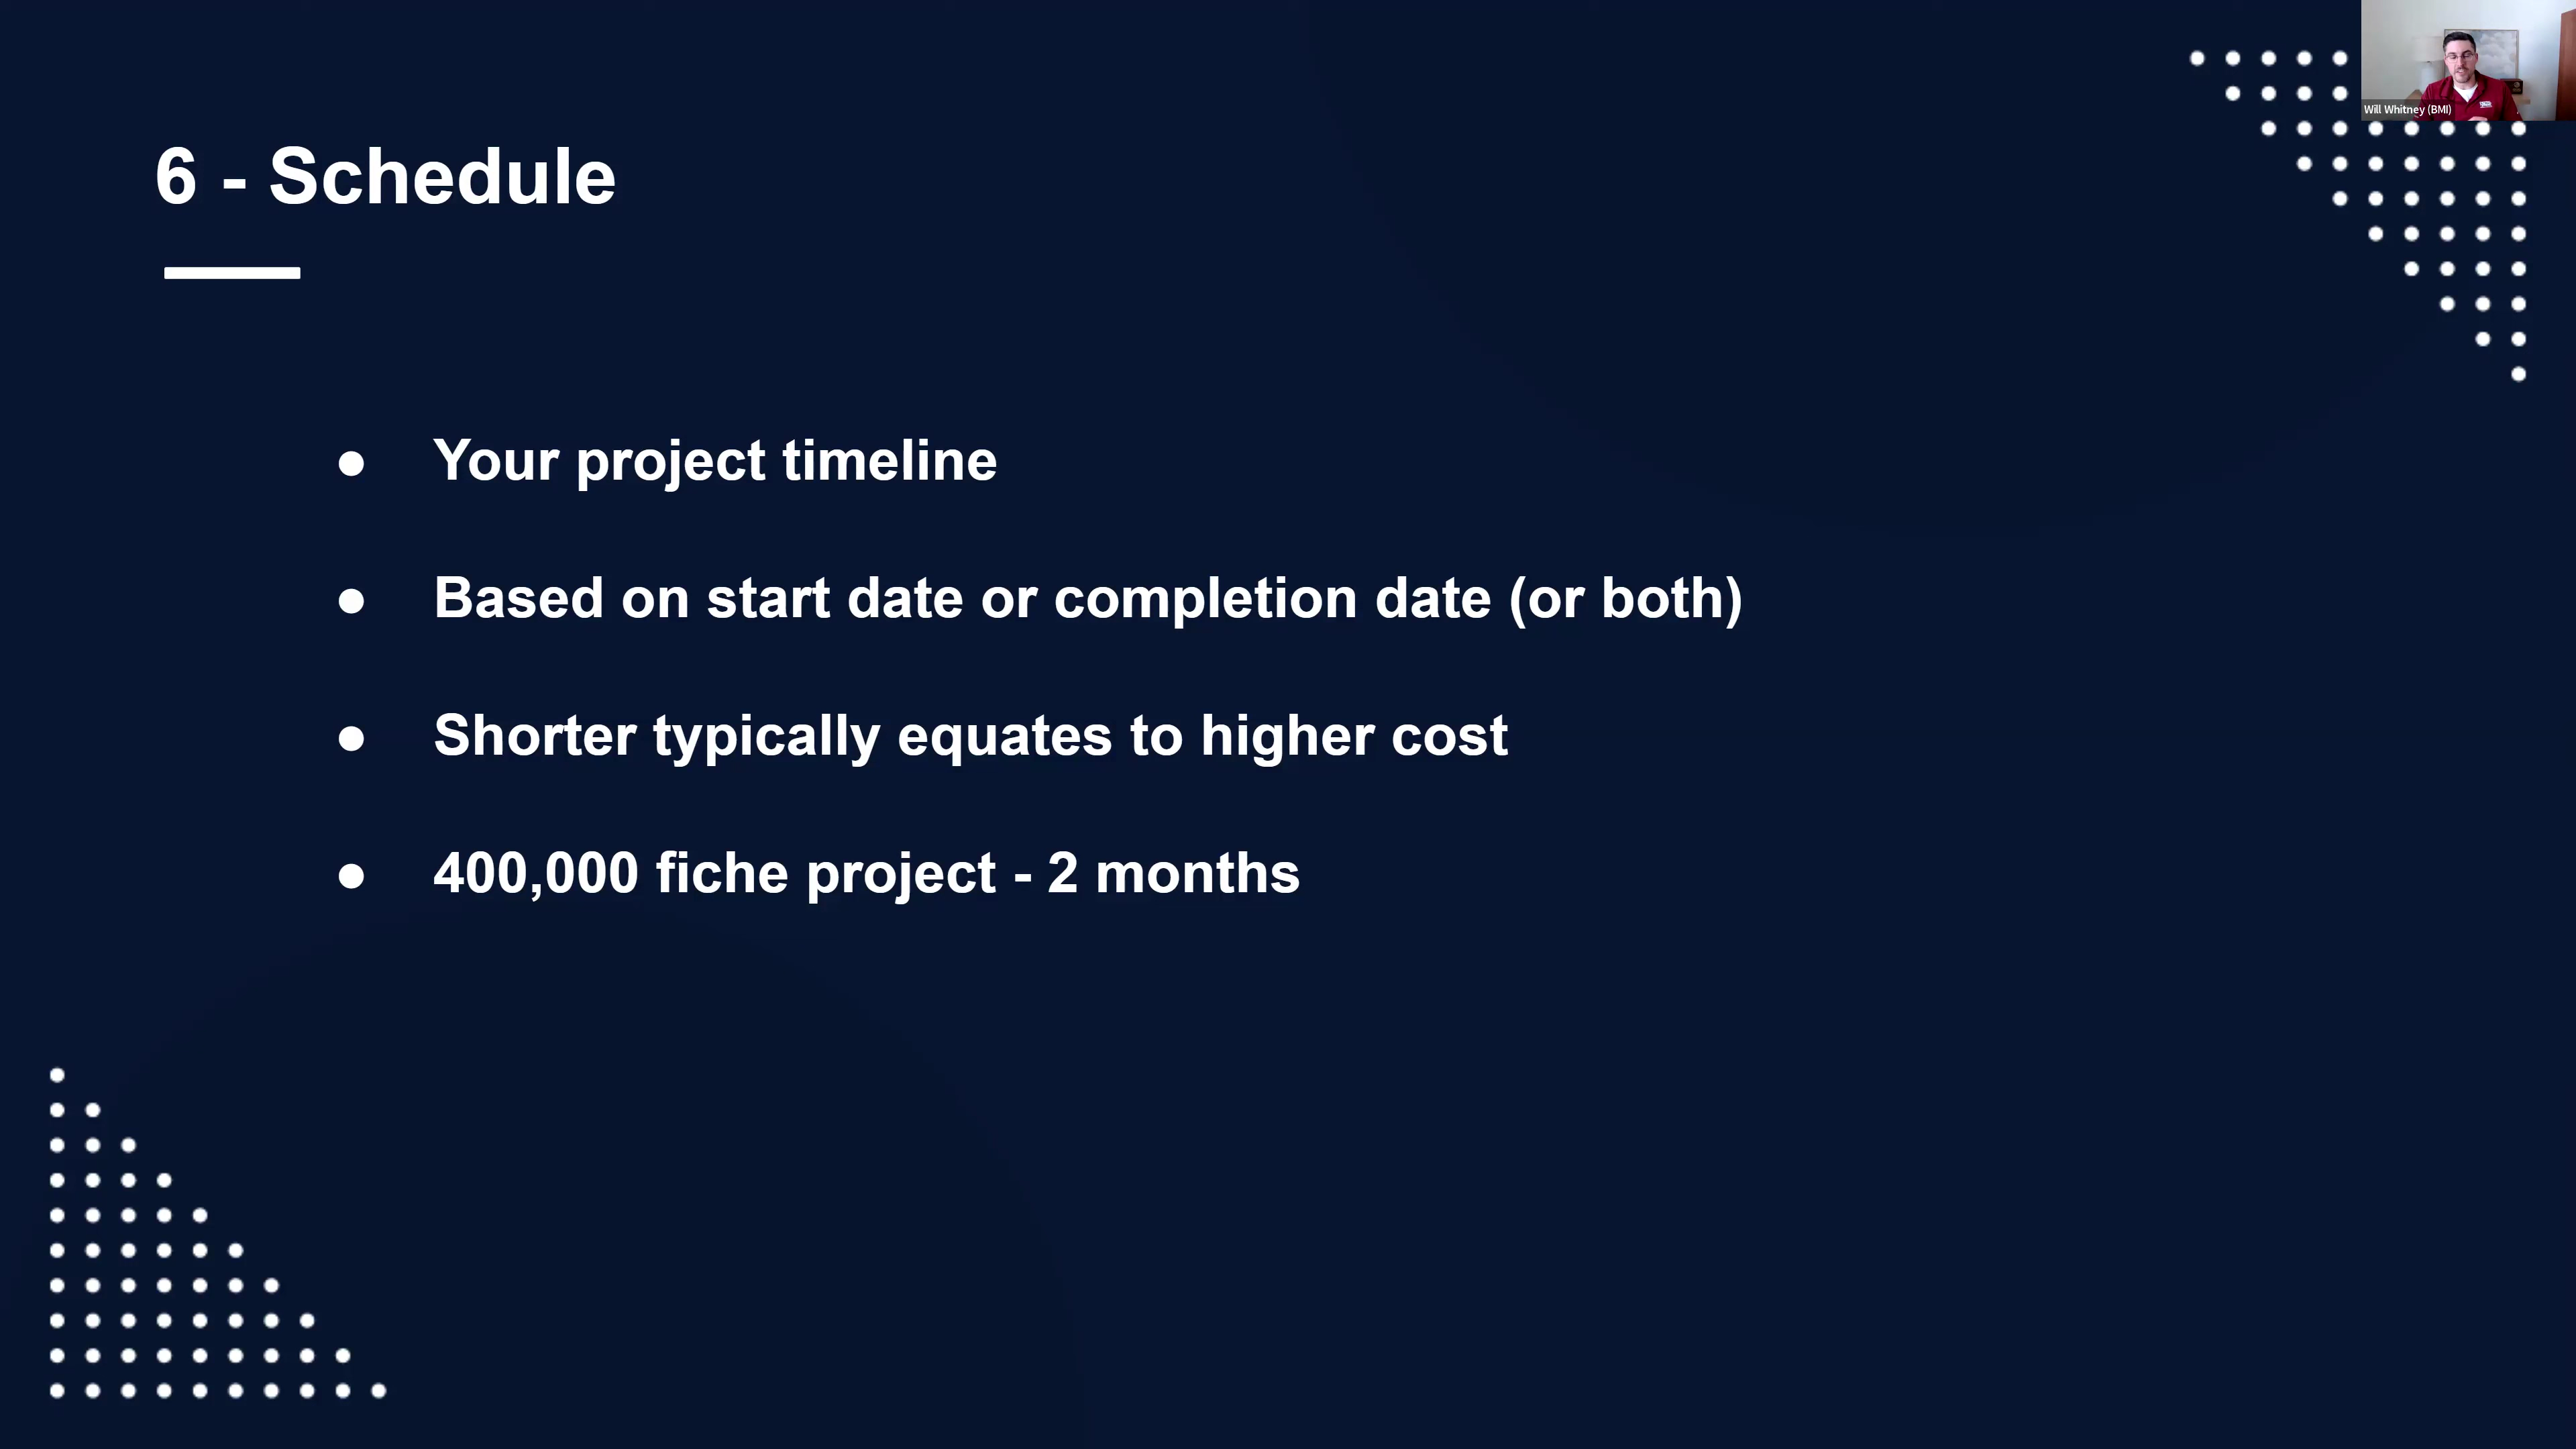 Will Whitney (BMI)
6 - Schedule
● Your project timeline
● Based on start date or completion date (or both)
● Shorter typically equates to higher cost
● 400,000 fiche project - 2 months